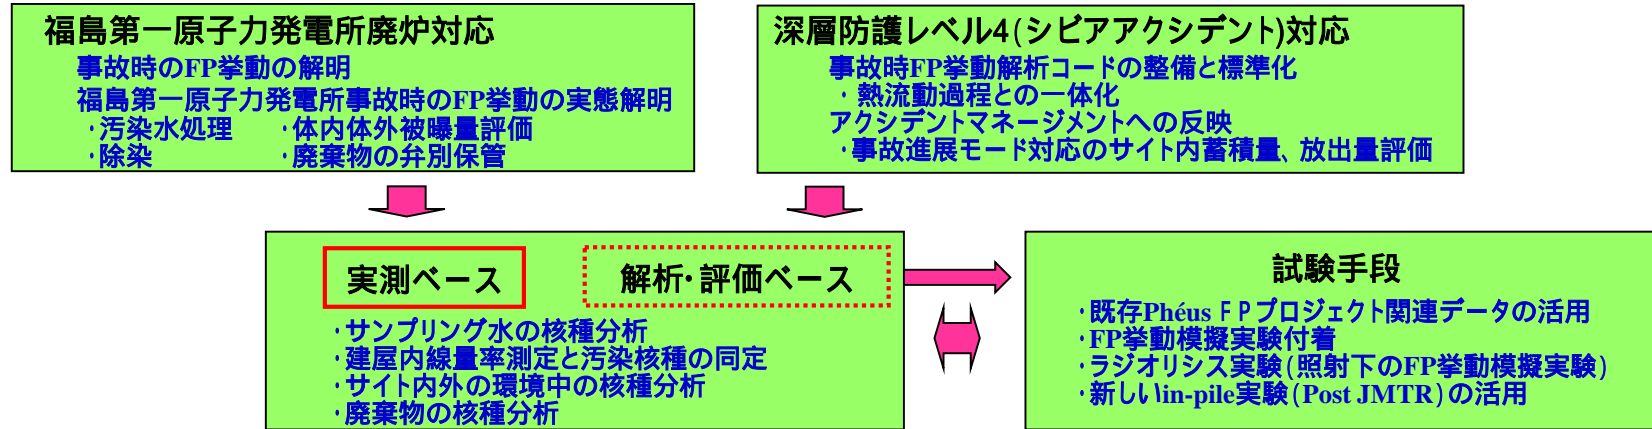 福島第一原子力発電所廃炉対応
事故時のFP挙動の解明
福島第一原子力発電所事故時のFP挙動の実態解明
・汚染水処理 ・体内体外被曝量評価
・除染 ・廃棄物の弁別保管
深層防護レベル4(シビアアクシデント)対応
事故時FP挙動解析コードの整備と標準化
・熱流動過程との一体化
アクシデントマネージメントへの反映
・事故進展モード対応のサイト内蓄積量、放出量評価
実測ベース 解析・評価ベース
・サンプリング水の核種分析
・建屋内線量率測定と汚染核種の同定
・サイト内外の環境中の核種分析
・廃棄物の核種分析
試験手段
・既存Phéus ＦＰプロジェクト関連データの活用
・FP挙動模擬実験付着
・ラジオリシス実験(照射下のFP挙動模擬実験)
・新しいin-pile実験(Post JMTR)の活用